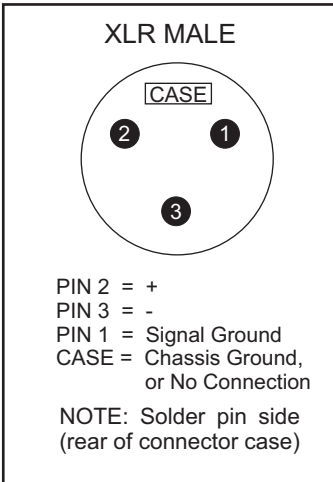 XLR MALE
CASE
2 1
3
PIN 2 = +
PIN 3 = -
PIN 1 = Signal Ground
CASE = Chassis Ground,
or No Connection
NOTE: Solder pin side
(rear of connector case)